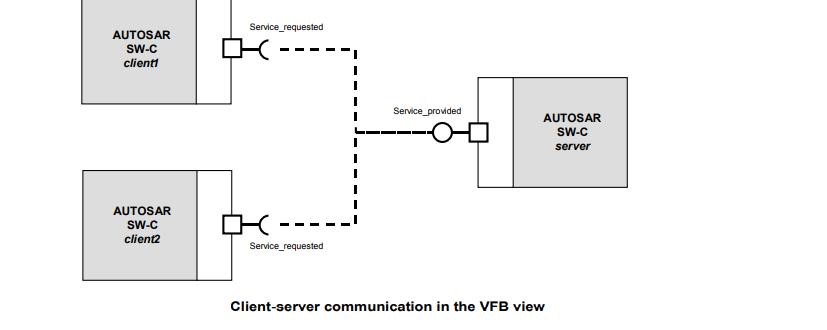 AUTOSAR
SW-C
client1
Service_requested
Service_provided
AUTOSAR
SW-C
server
AUTOSAR
SW-C
client2
Service_requested
Client-server communication in the VFB view